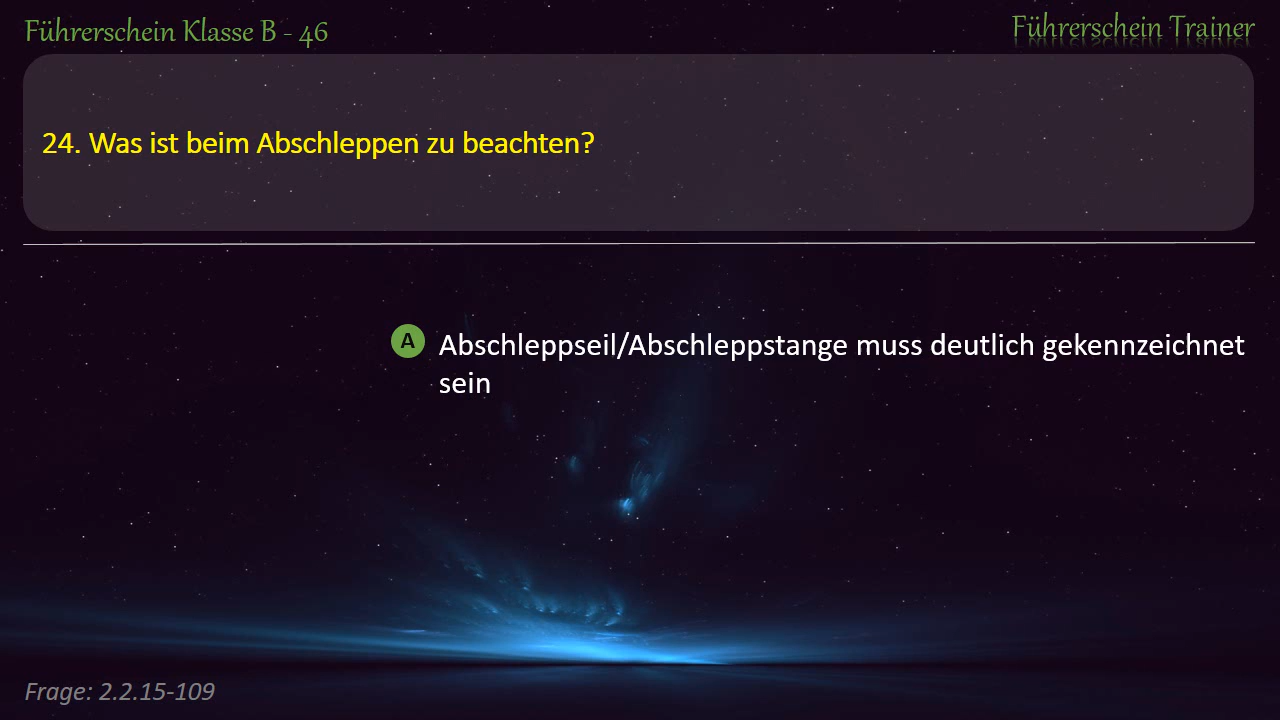 Führerschein Klasse B - 46
Führerschein Trainer
24. Was ist beim Abschleppen zu beachten?
A Abschleppseil/Abschleppstange muss deutlich gekennzeichnet
sein
Frage: 2.2.15-109